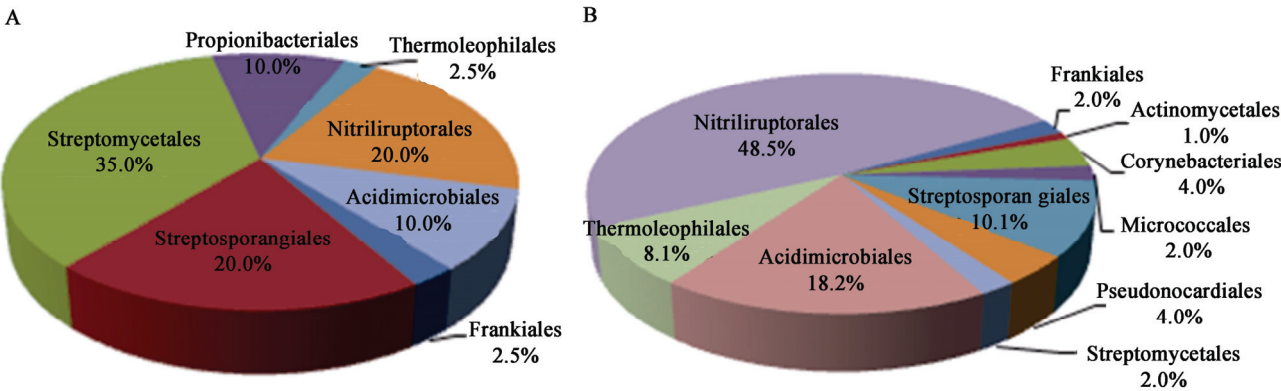 A
Propionibacteriales
10.0%
Thermoleophilales
2.5%
Streptomycetales
35.0%
Nitriliruptorales
20.0%
Acidimicrobiales
10.0%
Streptosporangiales
20.0%
Frankiales
2.5%
B
Frankiales
2.0%
Actinomycetales
1.0%
Nitriliruptorales
48.5%
Corynebacteriales
4.0%
Streptosporan giales
10.1%
Micrococcales
2.0%
Thermoleophilales
8.1%
Acidimicrobiales
18.2%
Pseudonocardiales
4.0%
Streptomycetales
2.0%